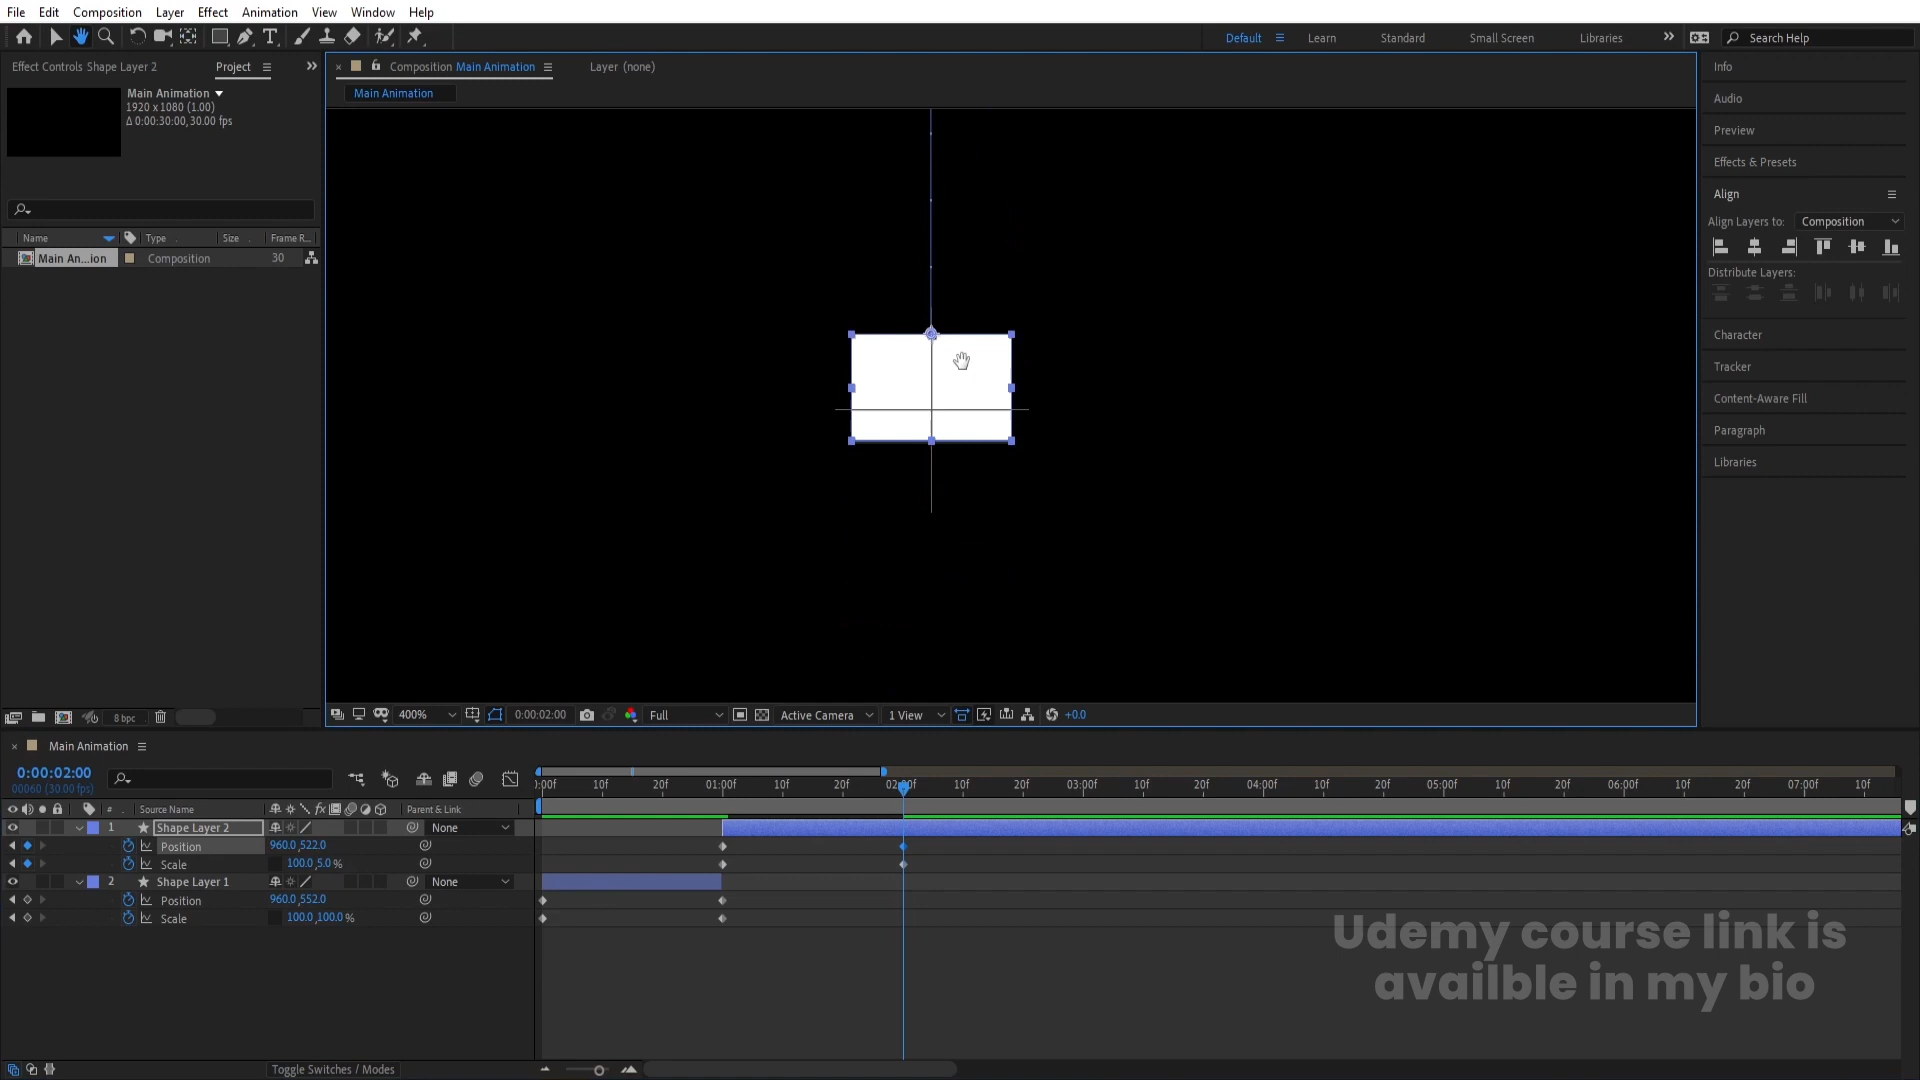 File Edit Composition Layer Effect Animation View Window Help
Default Learn Standard Small Screen Libraries Search Help
Effect Controls Shape Layer 2 Project
Composition Main Animation Layer (none)
Main Animation
Main Animation
1920 x 1080 (1.00)
Δ 0:00:30:00, 30.00 fps
Name Type Size Frame R...
Main An...ion Composition 30
Info
Audio
Preview
Effects & Presets
Align
Align Layers to: Composition
Distribute Layers:
Character
Tracker
Content-Aware Fill
Paragraph
Libraries
8 bpc
400% 0:00:02:00 Full Active Camera 1 View +0.0
Main Animation
0:00:02:00
00060 (30.00 fps)
:00f 10f 20f 01:00f 10f 20f 02:00f 10f 20f 03:00f 10f 20f 04:00f 10f 20f 05:00f 10f 20f 06:00f 10f 20f 07:00f 10f
# Source Name fx Parent & Link
1 Shape Layer 2 None
Position 960.0,522.0
Scale 100.0,5.0%
2 Shape Layer 1 None
Position 960.0,552.0
Scale 100.0,100.0%
Udemy course link is
availble in my bio
Toggle Switches / Modes